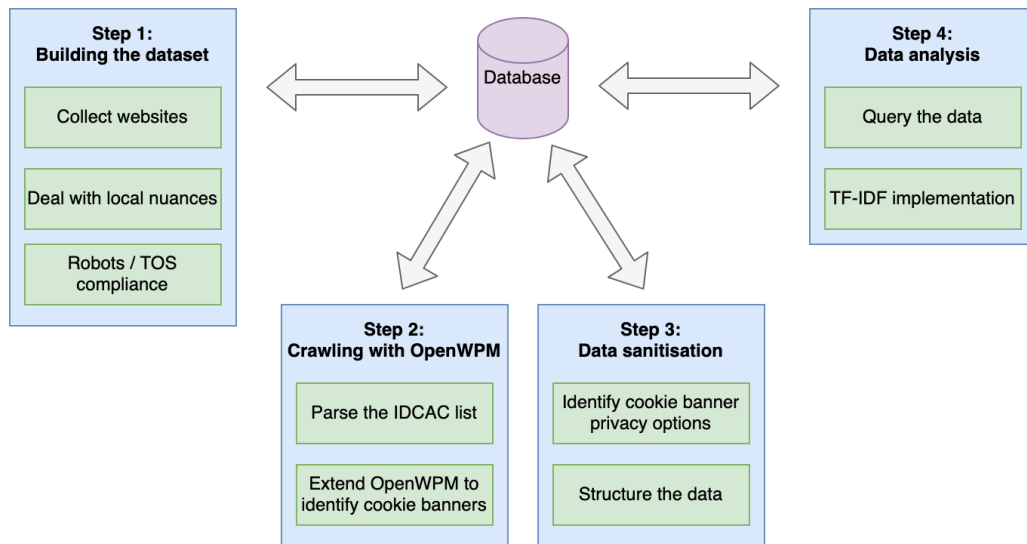 Step 1:
Building the dataset
Collect websites
Deal with local nuances
Robots / TOS
compliance
Database
Step 4:
Data analysis
Query the data
TF-IDF implementation
Step 2:
Crawling with OpenWPM
Parse the IDCAC list
Extend OpenWPM to
identify cookie banners
Step 3:
Data sanitisation
Identify cookie banner
privacy options
Structure the data